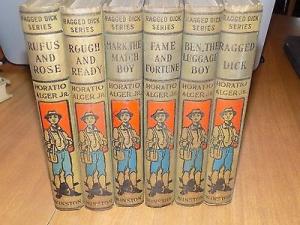 RAGGED DICK
SERIES
RUFUS
AND
ROSE
HORATIO
ALGER JR.
WINSTON
RAGGED DICK
SERIES
ROUGH
AND
READY
HORATIO
ALGER JR.
WINSTON
RAGGED DICK
SERIES
MARK, THE
MATCH
BOY
HORATIO
ALGER JR.
WINSTON
RAGGED DICK
SERIES
FAME
AND
FORTUNE
HORATIO
ALGER JR.
WINSTON
RAGGED DICK
SERIES
BEN, THE
LUGGAGE
BOY
HORATIO
ALGER JR.
WINSTON
RAGGED DICK
SERIES
RAGGED
DICK
HORATIO
ALGER JR.
WINSTON